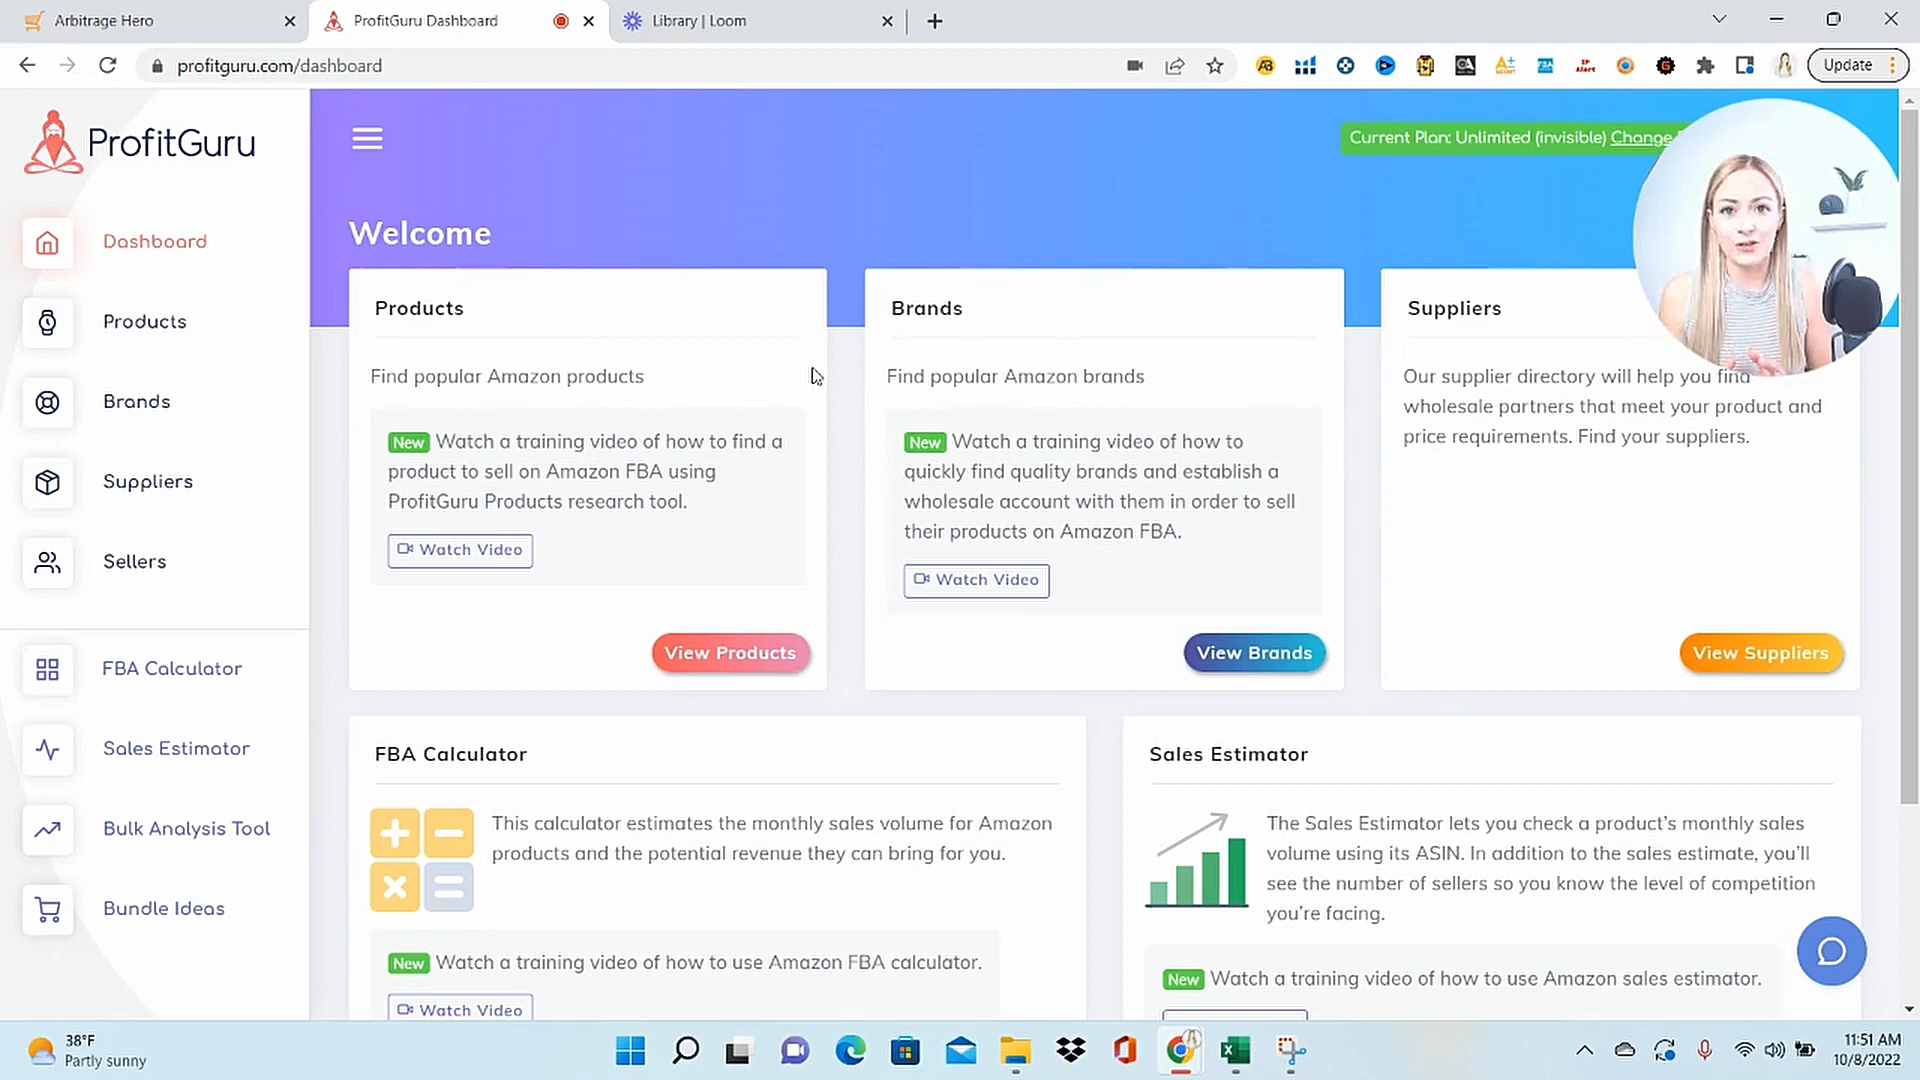 Arbitrage Hero
ProfitGuru Dashboard
Library | Loom
profitguru.com/dashboard
Update
ProfitGuru
Current Plan: Unlimited (invisible) Change
Dashboard
Products
Brands
Suppliers
Sellers
FBA Calculator
Sales Estimator
Bulk Analysis Tool
Bundle Ideas
Welcome
Products
Find popular Amazon products
New Watch a training video of how to find a
product to sell on Amazon FBA using
ProfitGuru Products research tool.
Watch Video
View Products
Brands
Find popular Amazon brands
New Watch a training video of how to
quickly find quality brands and establish a
wholesale account with them in order to sell
their products on Amazon FBA.
Watch Video
View Brands
Suppliers
Our supplier directory will help you find
wholesale partners that meet your product and
price requirements. Find your suppliers.
View Suppliers
FBA Calculator
This calculator estimates the monthly sales volume for Amazon
products and the potential revenue they can bring for you.
New Watch a training video of how to use Amazon FBA calculator.
Watch Video
Sales Estimator
The Sales Estimator lets you check a product's monthly sales
volume using its ASIN. In addition to the sales estimate, you'll
see the number of sellers so you know the level of competition
you're facing.
New Watch a training video of how to use Amazon sales estimator.
38°F
Partly sunny
11:51 AM
10/8/2022